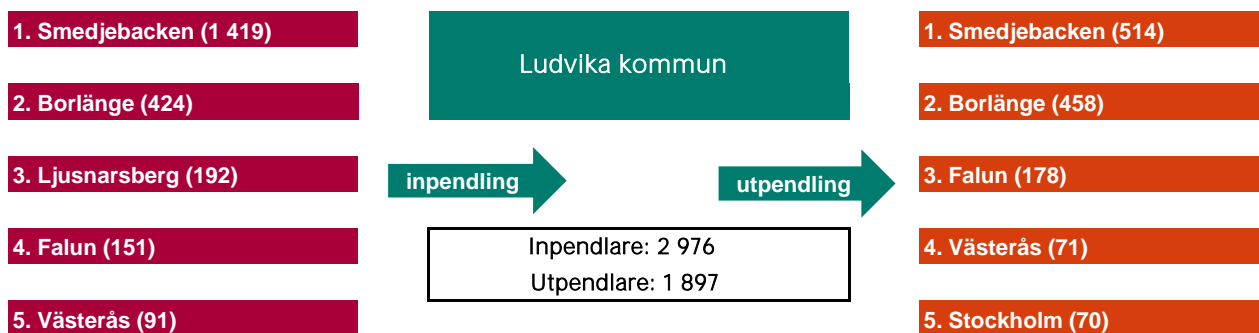 1. Smedjebacken (1 419)
2. Borlänge (424)
3. Ljusnarsberg (192)
4. Falun (151)
5. Västerås (91)
Ludvika kommun
inpendling
utpendling
Inpendlare: 2 976
Utpendlare: 1 897
1. Smedjebacken (514)
2. Borlänge (458)
3. Falun (178)
4. Västerås (71)
5. Stockholm (70)